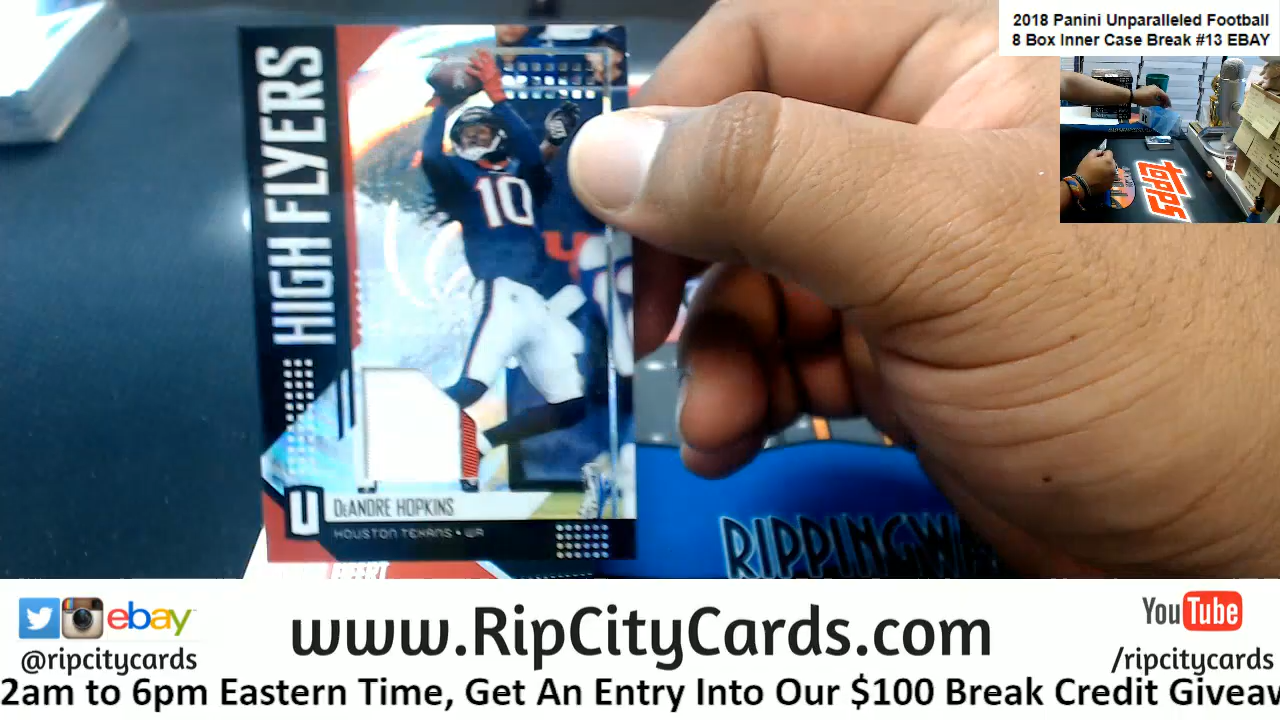 2018 Panini Unparalleled Football
8 Box Inner Case Break #13 EBAY
HIGH FLYERS
10
U
DeANDRE HOPKINS
HOUSTON TEXANS • WR
topps
RIPPINGW
ebay
@ripcitycards
www.RipCityCards.com
YouTube
/ripcitycards
2am to 6pm Eastern Time, Get An Entry Into Our $100 Break Credit Giveaw